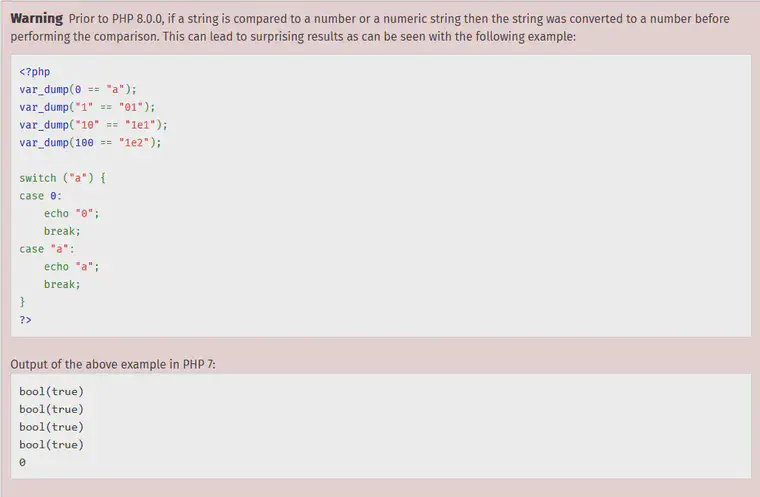 Warning Prior to PHP 8.0.0, if a string is compared to a number or a numeric string then the string was converted to a number before
performing the comparison. This can lead to surprising results as can be seen with the following example:
<?php
var_dump(0 == "a");
var_dump("1" == "01");
var_dump("10" == "1e1");
var_dump(100 == "1e2");
switch ("a") {
case 0:
    echo "0";
    break;
case "a":
    echo "a";
    break;
}
?>
Output of the above example in PHP 7:
bool(true)
bool(true)
bool(true)
bool(true)
0